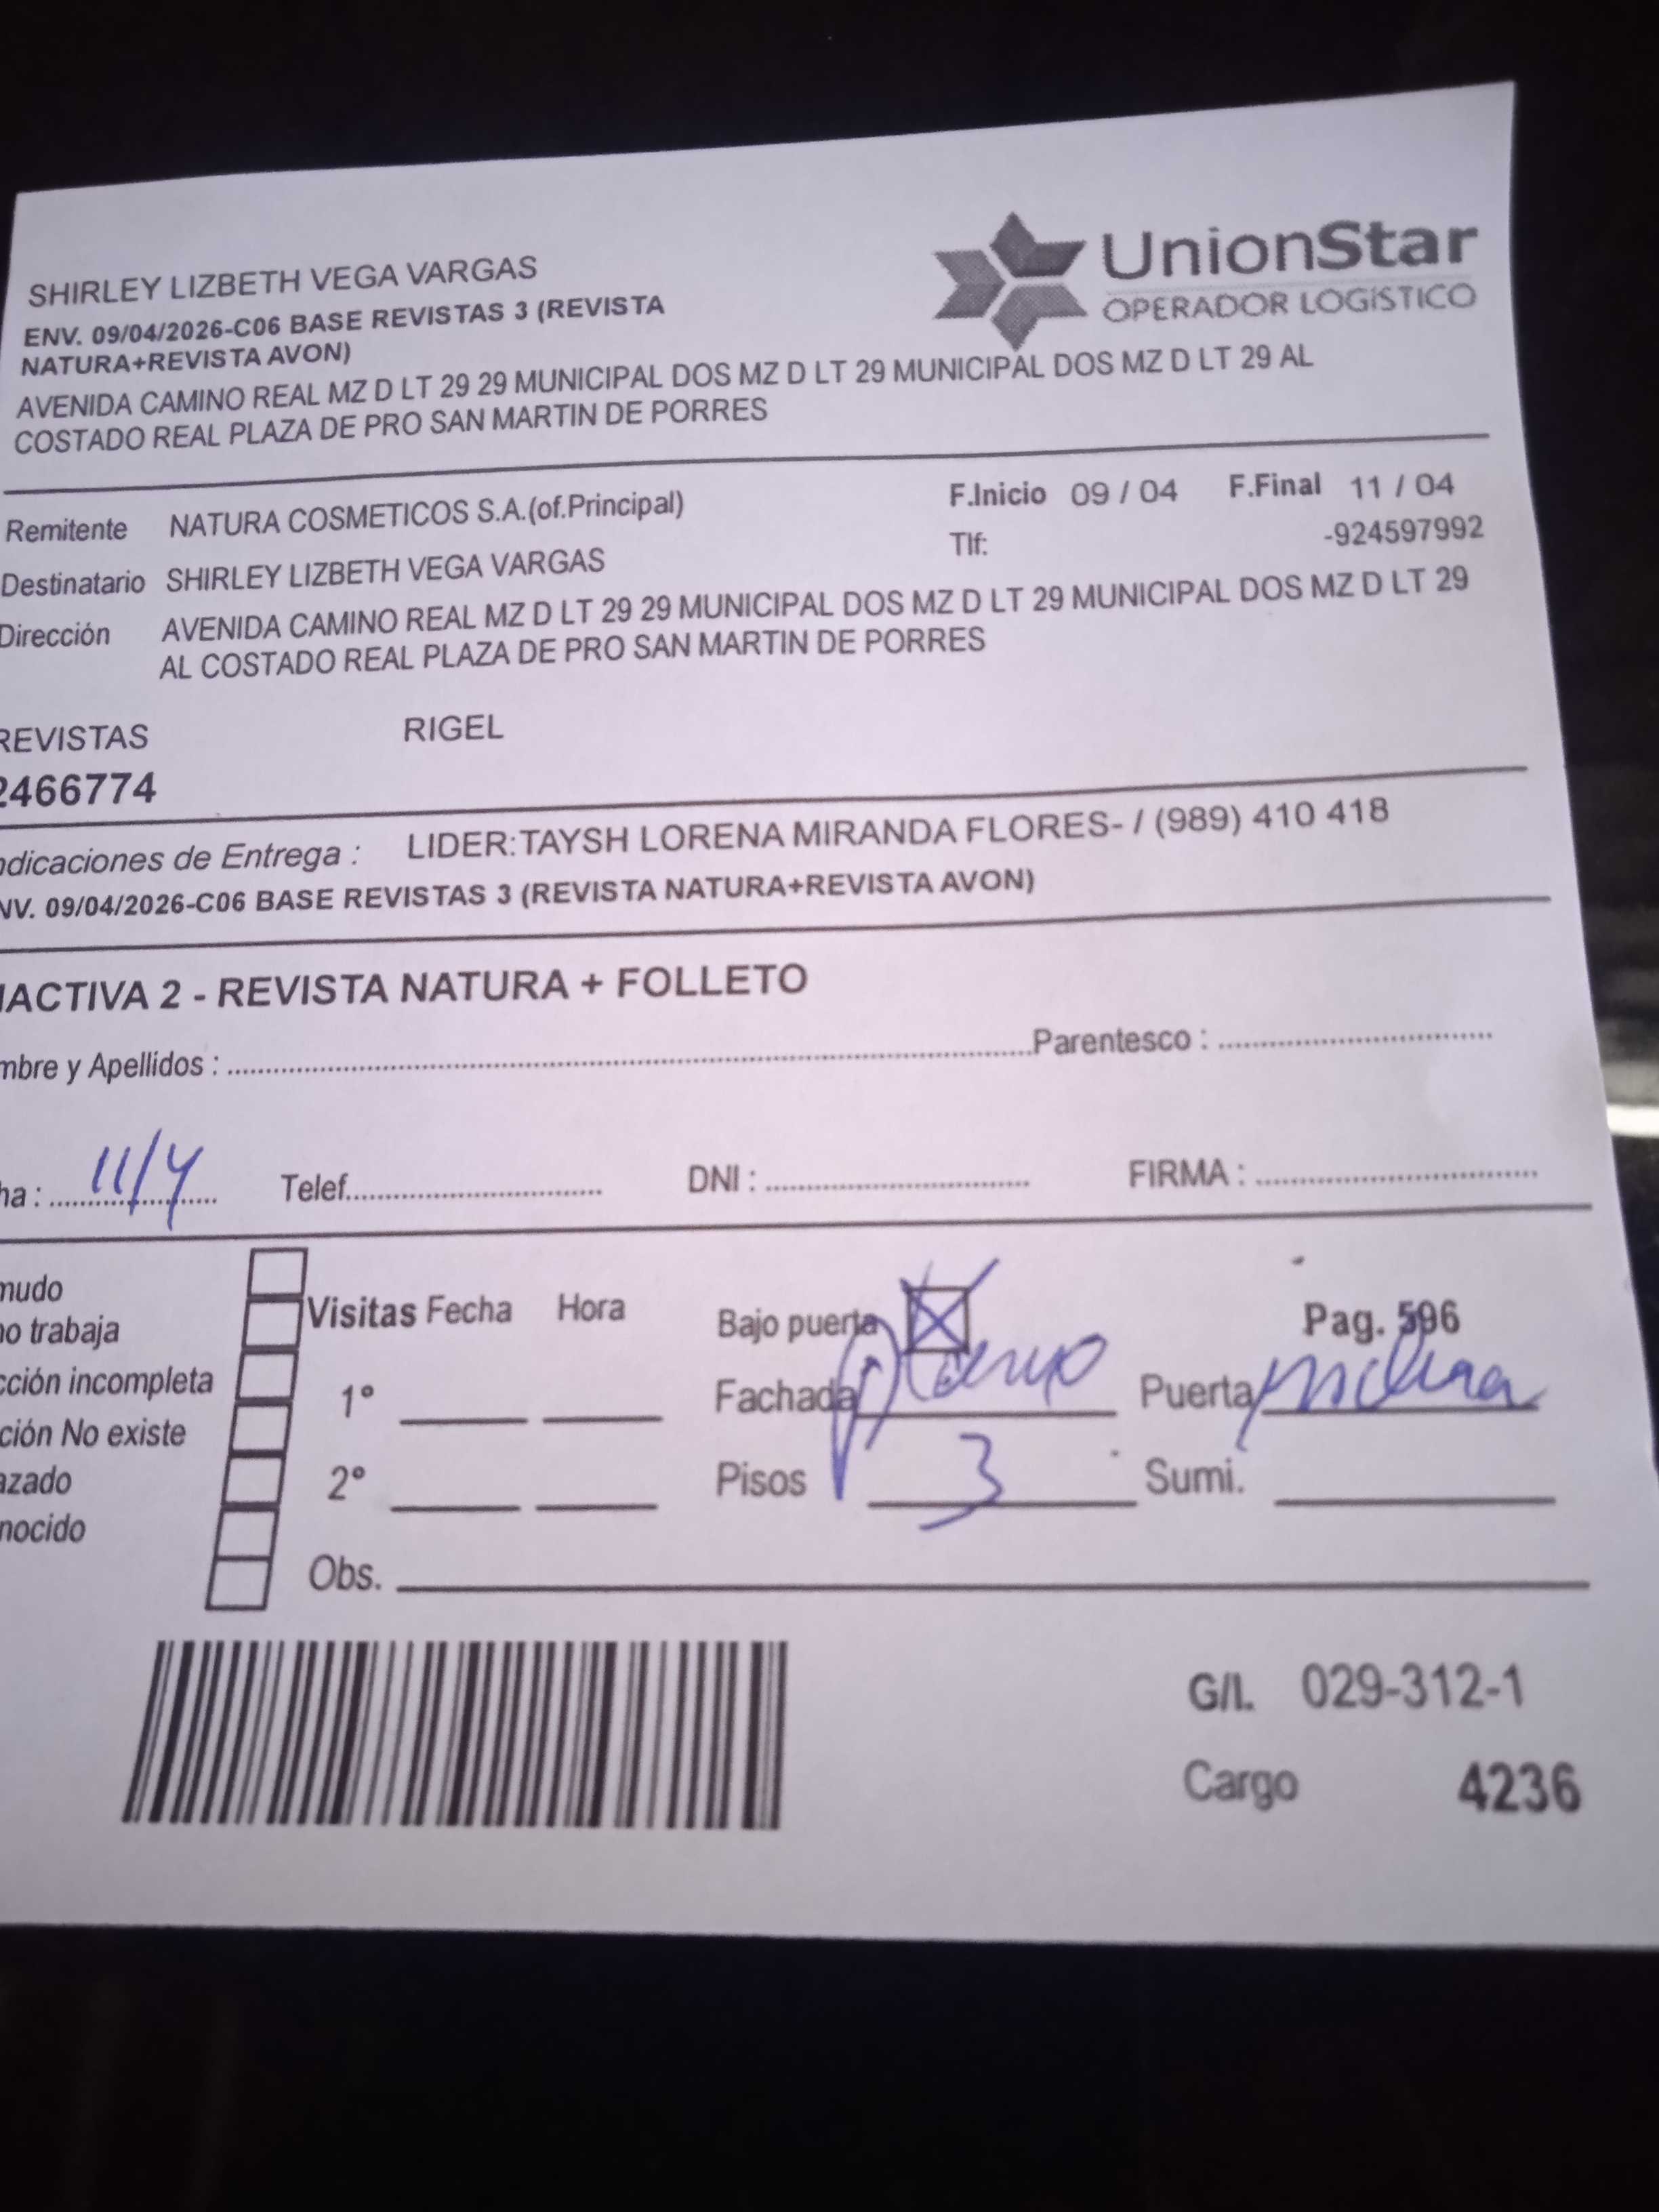 SHIRLEY LIZBETH VEGA VARGAS
ENV. 09/04/2026-C06 BASE REVISTAS 3 (REVISTA
NATURA+REVISTA AVON)
AVENIDA CAMINO REAL MZ D LT 29 29 MUNICIPAL DOS MZ D LT 29 MUNICIPAL DOS MZ D LT 29 AL
COSTADO REAL PLAZA DE PRO SAN MARTIN DE PORRES
UnionStar
OPERADOR LOGÍSTICO
Remitente NATURA COSMETICOS S.A.(of.Principal)
F.Inicio 09 / 04 F.Final 11 / 04
Tlf: -924597992
Destinatario SHIRLEY LIZBETH VEGA VARGAS
Dirección AVENIDA CAMINO REAL MZ D LT 29 29 MUNICIPAL DOS MZ D LT 29 MUNICIPAL DOS MZ D LT 29
AL COSTADO REAL PLAZA DE PRO SAN MARTIN DE PORRES
REVISTAS RIGEL
2466774
ndicaciones de Entrega : LIDER:TAYSH LORENA MIRANDA FLORES- / (989) 410 418
NV. 09/04/2026-C06 BASE REVISTAS 3 (REVISTA NATURA+REVISTA AVON)
NACTIVA 2 - REVISTA NATURA + FOLLETO
mbre y Apellidos : Parentesco :
ha : 11/4 Telef. DNI : FIRMA :
mudo
no trabaja
cción incompleta
ción No existe
azado
nocido
Visitas Fecha Hora
1°
2°
Obs.
Bajo puerta X Pag. 596
Fachada Puerta
Pisos 3 Sumi.
G/I. 029-312-1
Cargo 4236